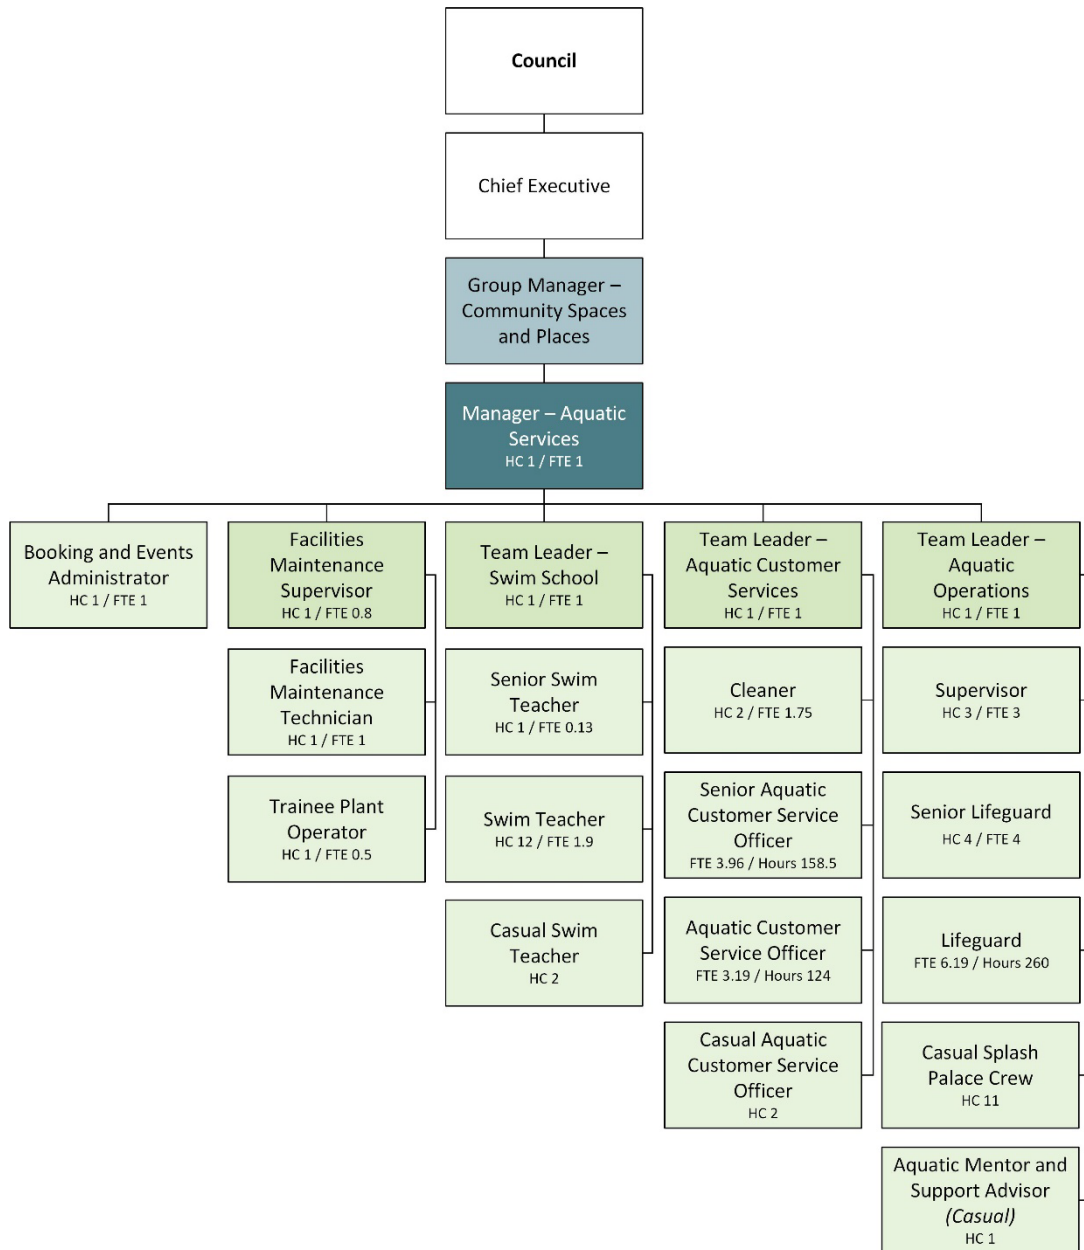 Council
Chief Executive
Group Manager –
Community Spaces
and Places
Manager – Aquatic
Services
HC 1 / FTE 1
Booking and Events
Administrator
HC 1 / FTE 1
Facilities
Maintenance
Supervisor
HC 1 / FTE 0.8
Facilities
Maintenance
Technician
HC 1 / FTE 1
Trainee Plant
Operator
HC 1 / FTE 0.5
Team Leader –
Swim School
HC 1 / FTE 1
Senior Swim
Teacher
HC 1 / FTE 0.13
Swim Teacher
HC 12 / FTE 1.9
Casual Swim
Teacher
HC 2
Team Leader –
Aquatic Customer
Services
HC 1 / FTE 1
Cleaner
HC 2 / FTE 1.75
Senior Aquatic
Customer Service
Officer
FTE 3.96 / Hours 158.5
Aquatic Customer
Service Officer
FTE 3.19 / Hours 124
Casual Aquatic
Customer Service
Officer
HC 2
Team Leader –
Aquatic
Operations
HC 1 / FTE 1
Supervisor
HC 3 / FTE 3
Senior Lifeguard
HC 4 / FTE 4
Lifeguard
FTE 6.19 / Hours 260
Casual Splash
Palace Crew
HC 11
Aquatic Mentor and
Support Advisor
(Casual)
HC 1